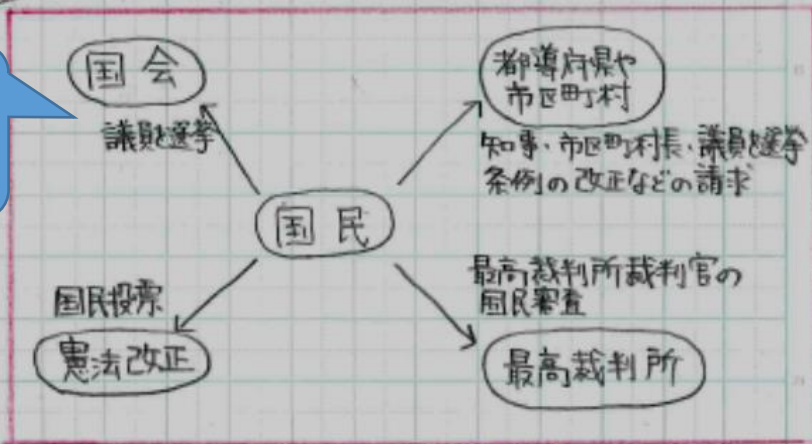 国会
議員を選挙
都道府県や
市区町村
知事・市区町村長・議員を選挙
条例の改正などの請求
国民
国民投票
憲法改正
最高裁判所裁判官の
国民審査
最高裁判所